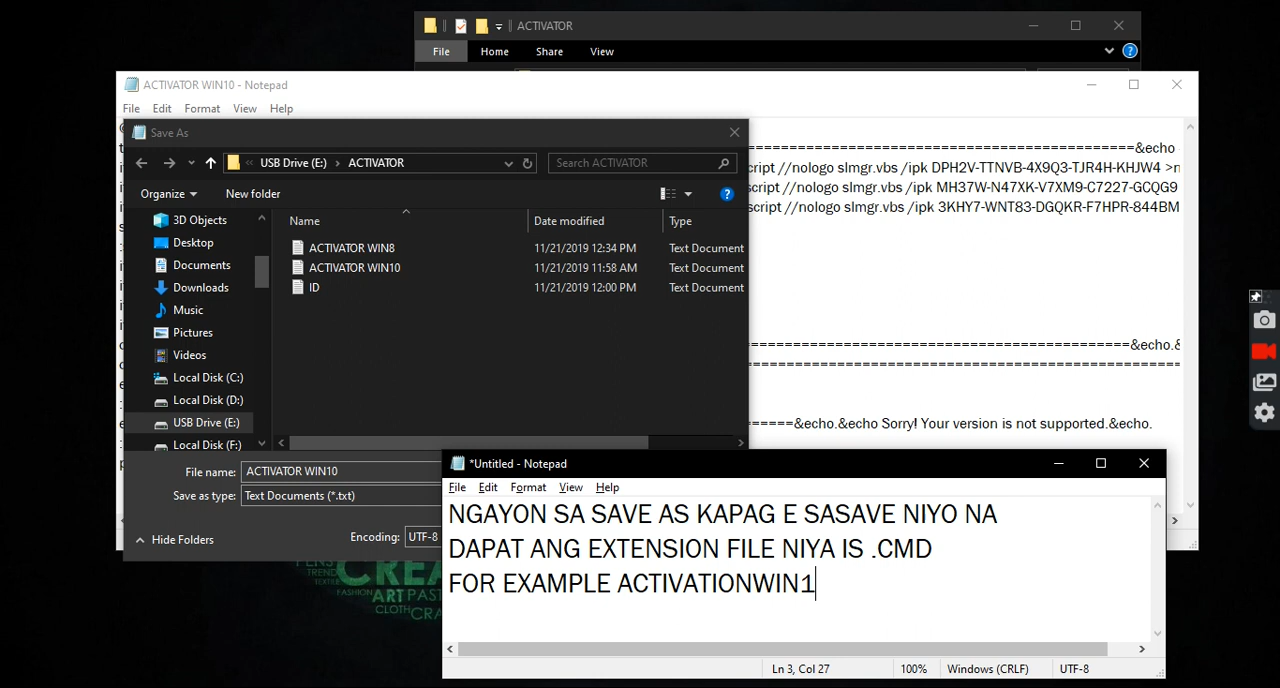 ACTIVATOR
File Home Share View
ACTIVATOR WIN10 - Notepad
File Edit Format View Help
Save As
USB Drive (E:) > ACTIVATOR
Search ACTIVATOR
Organize New folder
3D Objects
Desktop
Documents
Downloads
Music
Pictures
Videos
Local Disk (C:)
Local Disk (D:)
USB Drive (E:)
Local Disk (F:)
Name Date modified Type
ACTIVATOR WIN8 11/21/2019 12:34 PM Text Document
ACTIVATOR WIN10 11/21/2019 11:58 AM Text Document
ID 11/21/2019 12:00 PM Text Document
File name: ACTIVATOR WIN10
Save as type: Text Documents (*.txt)
Hide Folders
Encoding: UTF-8
&echo
cript //nologo slmgr.vbs /ipk DPH2V-TTNVB-4X9Q3-TJR4H-KHJW4 >n
script //nologo slmgr.vbs /ipk MH37W-N47XK-V7XM9-C7227-GCQG9
script //nologo slmgr.vbs /ipk 3KHY7-WNT83-DGQKR-F7HPR-844BM
&echo.&
&echo.&echo Sorry! Your version is not supported.&echo.
*Untitled - Notepad
File Edit Format View Help
NGAYON SA SAVE AS KAPAG E SASAVE NIYO NA
DAPAT ANG EXTENSION FILE NIYA IS .CMD
FOR EXAMPLE ACTIVATIONWIN1
Ln 3, Col 27 100% Windows (CRLF) UTF-8
CREA
TREND
ART PAST
CLOTH